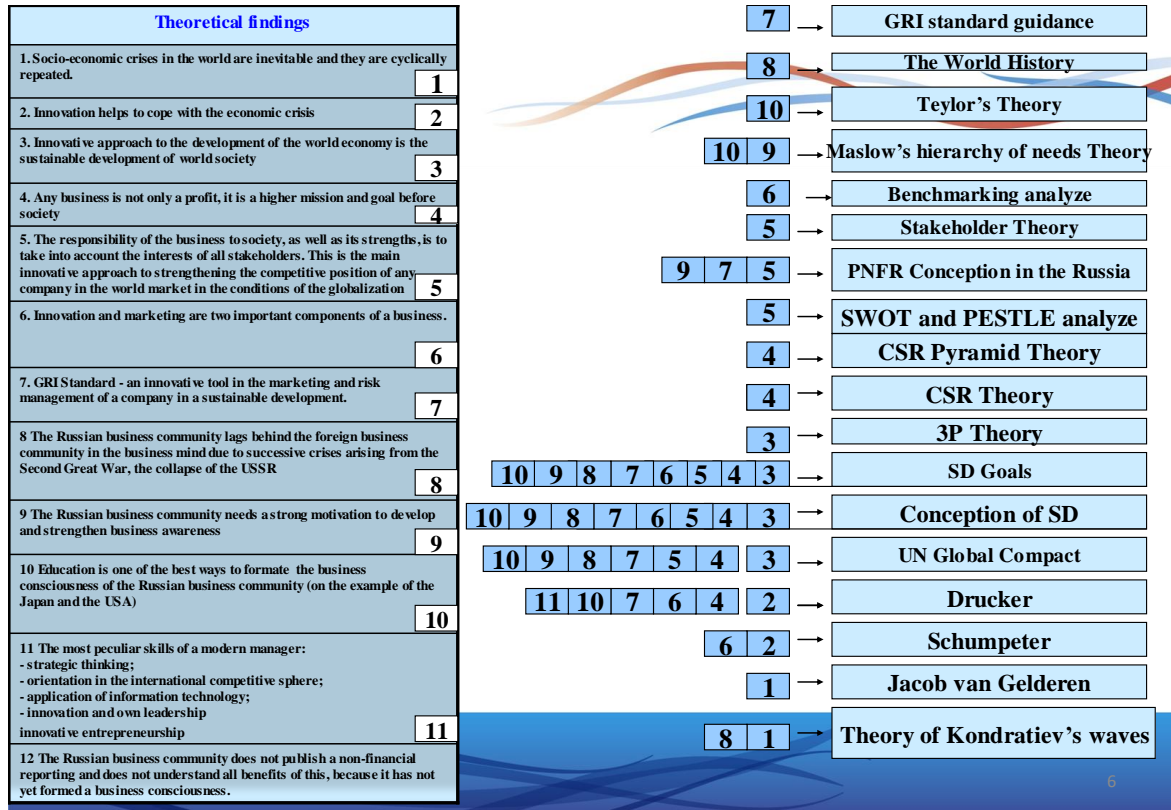 Theoretical findings
1. Socio-economic crises in the world are inevitable and they are cyclically
repeated.
1
2. Innovation helps to cope with the economic crisis
2
3. Innovative approach to the development of the world economy is the
sustainable development of world society
3
4. Any business is not only a profit, it is a higher mission and goal before
society
4
5. The responsibility of the business to society, as well as its strengths, is to
take into account the interests of all stakeholders. This is the main
innovative approach to strengthening the competitive position of any
company in the world market in the conditions of the globalization
5
6. Innovation and marketing are two important components of a business.
6
7. GRI Standard - an innovative tool in the marketing and risk
management of a company in a sustainable development.
7
8 The Russian business community lags behind the foreign business
community in the business mind due to successive crises arising from the
Second Great War, the collapse of the USSR
8
9 The Russian business community needs a strong motivation to develop
and strengthen business awareness
9
10 Education is one of the best ways to formate the business
consciousness of the Russian business community (on the example of the
Japan and the USA)
10
11 The most peculiar skills of a modern manager:
- strategic thinking;
- orientation in the international competitive sphere;
- application of information technology;
- innovation and own leadership
innovative entrepreneurship
11
12 The Russian business community does not publish a non-financial
reporting and does not understand all benefits of this, because it has not
yet formed a business consciousness.
7 GRI standard guidance
8 The World History
10 Teylor's Theory
10 9 Maslow's hierarchy of needs Theory
6 Benchmarking analyze
5 Stakeholder Theory
9 7 5 PNFR Conception in the Russia
5 SWOT and PESTLE analyze
4 CSR Pyramid Theory
4 CSR Theory
3 3P Theory
10 9 8 7 6 5 4 3 SD Goals
10 9 8 7 6 5 4 3 Conception of SD
10 9 8 7 5 4 3 UN Global Compact
11 10 7 6 4 2 Drucker
6 2 Schumpeter
1 Jacob van Gelderen
8 1 Theory of Kondratiev's waves
6